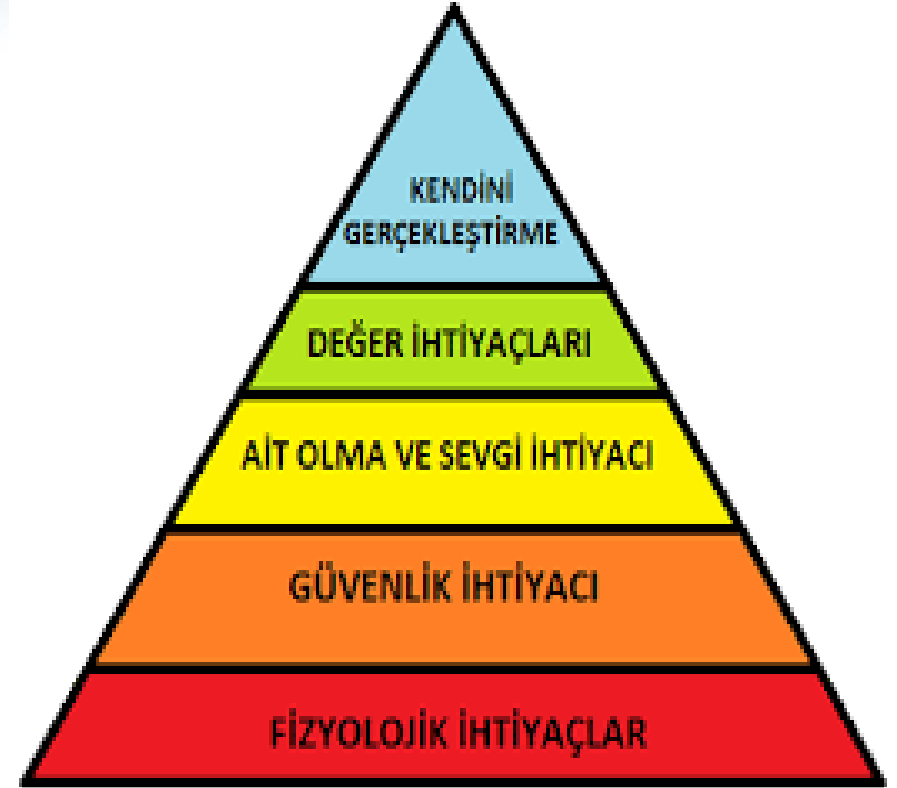 KENDİNİ
GERÇEKLEŞTİRME
DEĞER İHTİYAÇLARI
AİT OLMA VE SEVGİ İHTİYACI
GÜVENLİK İHTİYACI
FİZYOLOJİK İHTİYAÇLAR